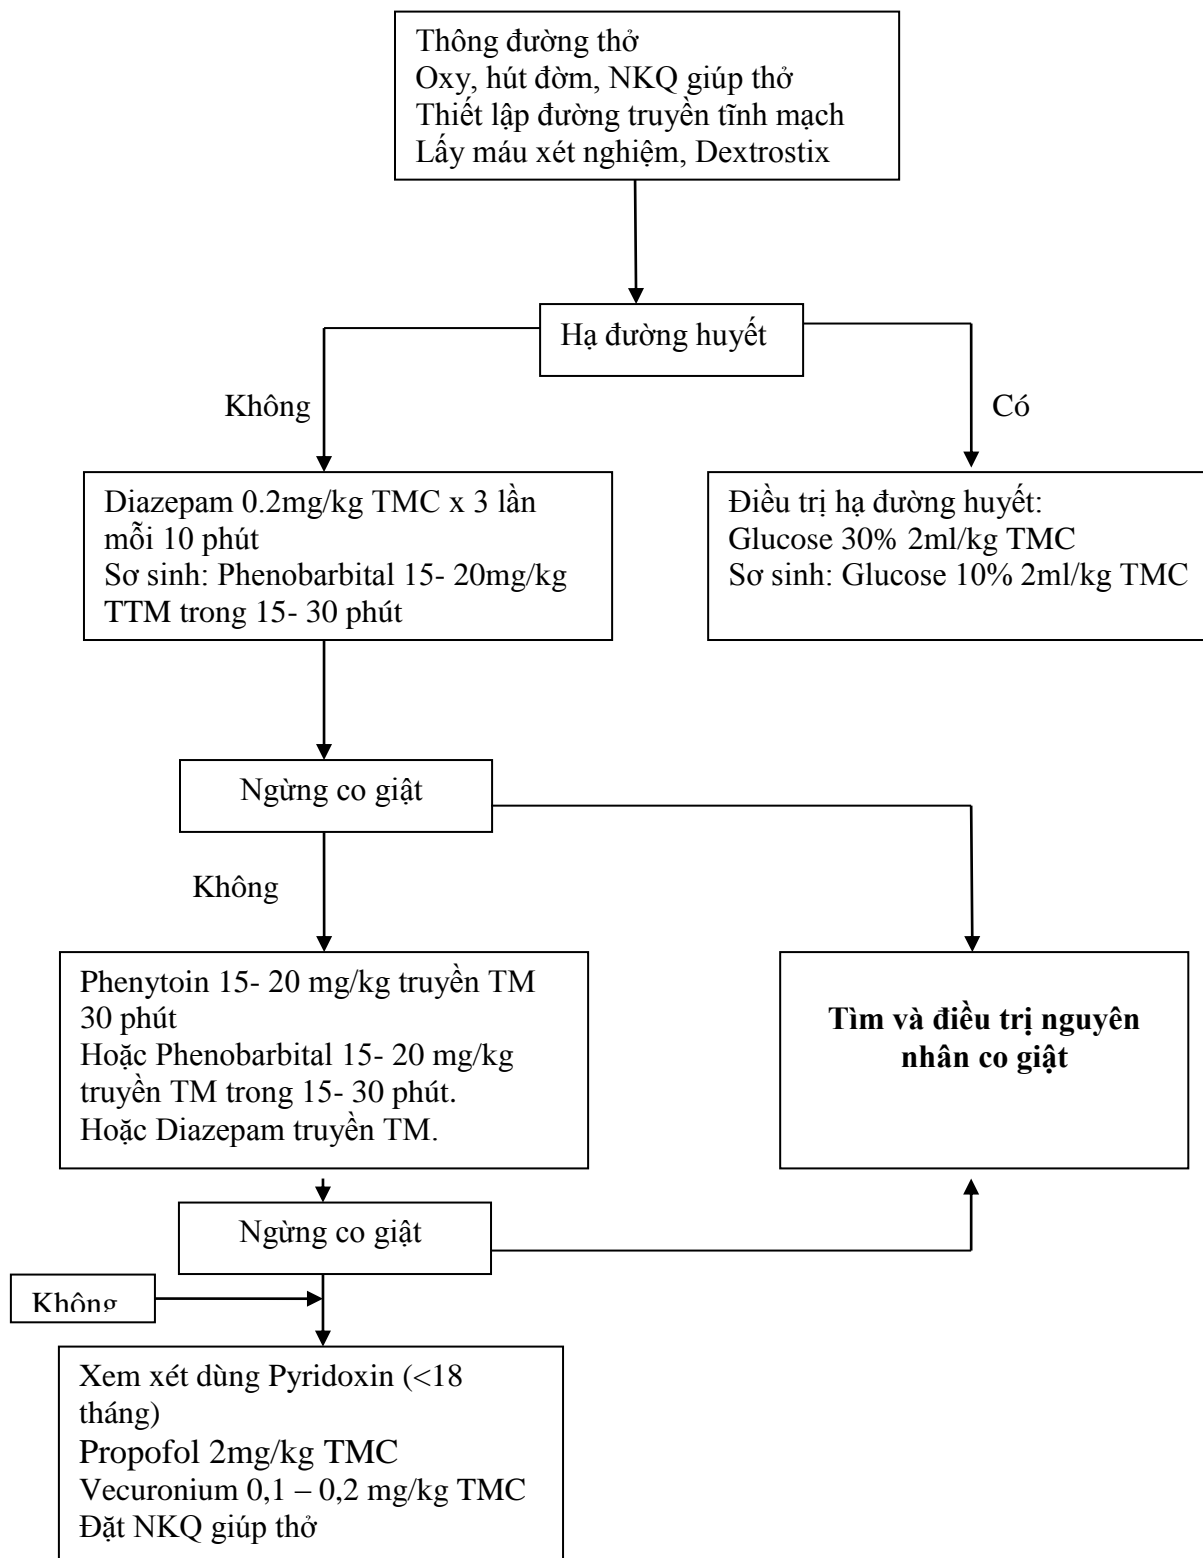 Thông đường thở
Oxy, hút đờm, NKQ giúp thở
Thiết lập đường truyền tĩnh mạch
Lấy máu xét nghiệm, Dextrostix
Hạ đường huyết
Không
Có
Diazepam 0.2mg/kg TMC x 3 lần
mỗi 10 phút
Sơ sinh: Phenobarbital 15- 20mg/kg
TTM trong 15- 30 phút
Điều trị hạ đường huyết:
Glucose 30% 2ml/kg TMC
Sơ sinh: Glucose 10% 2ml/kg TMC
Ngừng co giật
Không
Phenytoin 15- 20 mg/kg truyền TM
30 phút
Hoặc Phenobarbital 15- 20 mg/kg
truyền TM trong 15- 30 phút.
Hoặc Diazepam truyền TM.
Tìm và điều trị nguyên
nhân co giật
Ngừng co giật
Không
Xem xét dùng Pyridoxin (<18
tháng)
Propofol 2mg/kg TMC
Vecuronium 0,1 – 0,2 mg/kg TMC
Đặt NKQ giúp thở